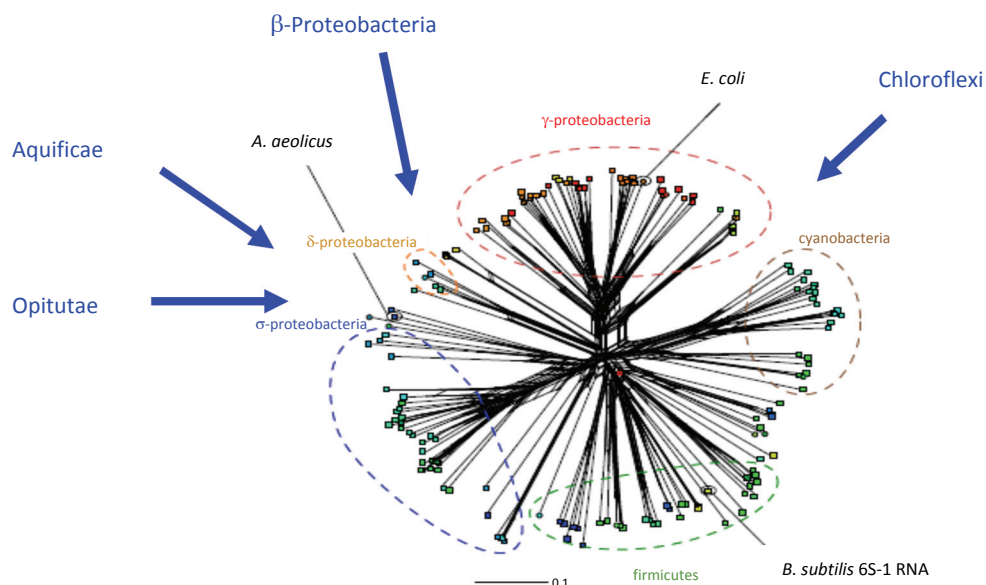 β-Proteobacteria
E. coli
Chloroflexi
γ-proteobacteria
A. aeolicus
Aquificae
δ-proteobacteria
cyanobacteria
Opitutae
σ-proteobacteria
B. subtilis 6S-1 RNA
firmicutes
0.1